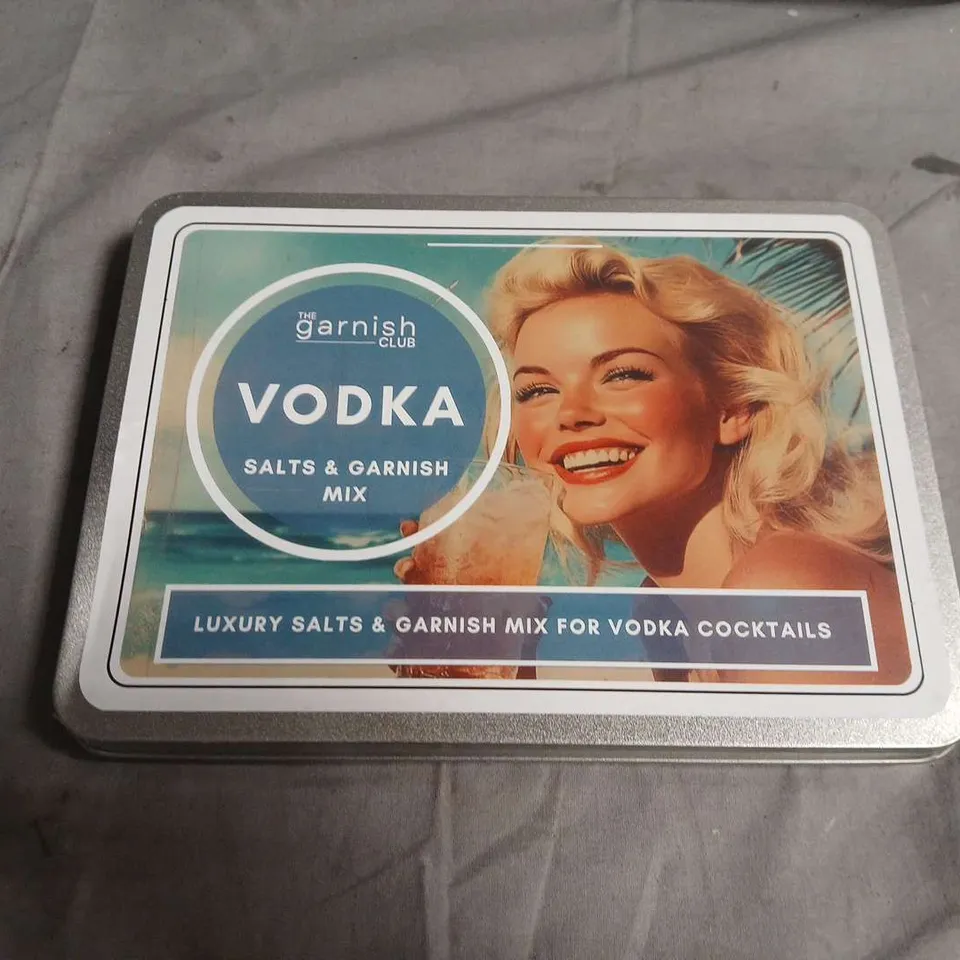 THE
garnish
CLUB
VODKA
SALTS & GARNISH
MIX
LUXURY SALTS & GARNISH MIX FOR VODKA COCKTAILS